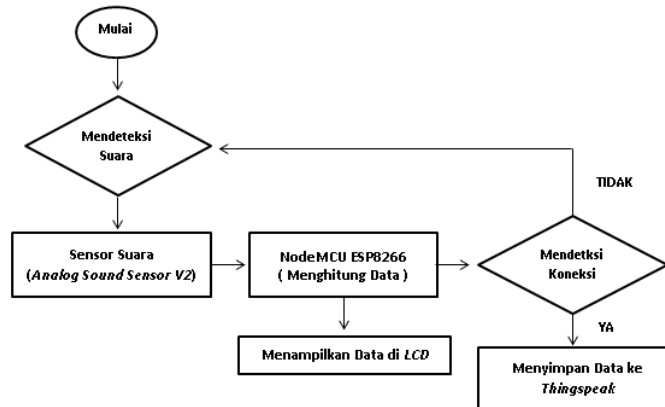 Mulai
Mendeteksi
Suara
TIDAK
Sensor Suara
(Analog Sound Sensor V2)
NodeMCU ESP8266
( Menghitung Data )
Mendetksi
Koneksi
YA
Menampilkan Data di LCD
Menyimpan Data ke
Thingspeak